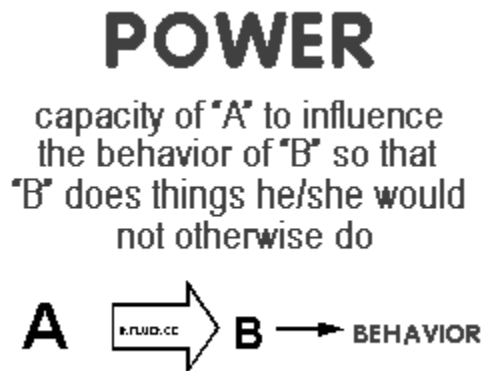 POWER
capacity of "A" to influence
the behavior of "B" so that
"B" does things he/she would
not otherwise do
A INFLUENCE B BEHAVIOR